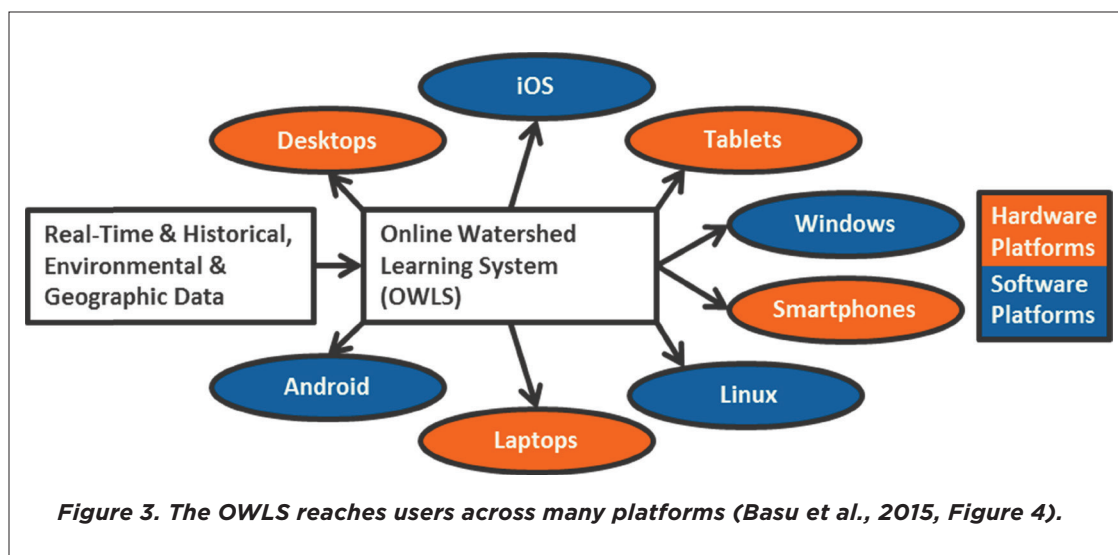 iOS
Desktops
Tablets
Real-Time & Historical,
Environmental &
Geographic Data
Online Watershed
Learning System
(OWLS)
Windows
Smartphones
Hardware
Platforms
Software
Platforms
Android
Linux
Laptops
Figure 3. The OWLS reaches users across many platforms (Basu et al., 2015, Figure 4).